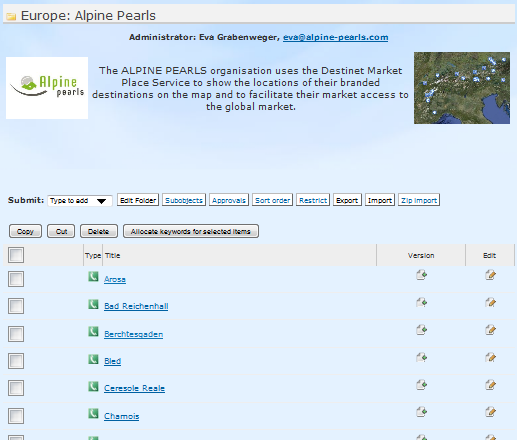 Europe: Alpine Pearls
Administrator: Eva Grabenweger, eva@alpine-pearls.com
Alpine
pearls
The ALPINE PEARLS organisation uses the Destinet Market
Place Service to show the locations of their branded
destinations on the map and to facilitate their market access to
the global market.
Submit: Type to add Edit Folder Subobjects Approvals Sort order Restrict Export Import Zip import
Copy Cut Delete Allocate keywords for selected items
Type Title Version Edit
Arosa
Bad Reichenhall
Berchtesgaden
Bled
Ceresole Reale
Chamois